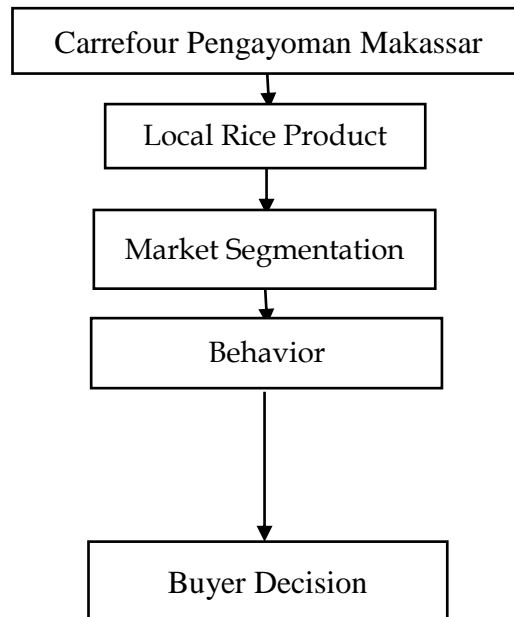 Carrefour Pengayoman Makassar
Local Rice Product
Market Segmentation
Behavior
Buyer Decision